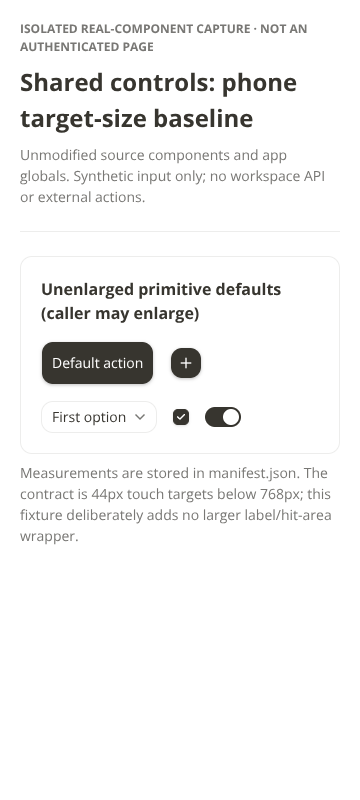 ISOLATED REAL-COMPONENT CAPTURE · NOT AN
AUTHENTICATED PAGE
Shared controls: phone
target-size baseline
Unmodified source components and app
globals. Synthetic input only; no workspace API
or external actions.
Unenlarged primitive defaults
(caller may enlarge)
Default action
First option
Measurements are stored in manifest.json. The
contract is 44px touch targets below 768px; this
fixture deliberately adds no larger label/hit-area
wrapper.